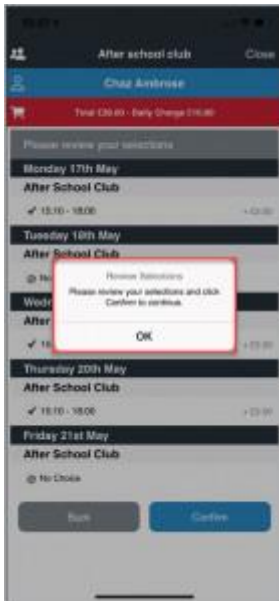 After school club
Close
Chaz Ambrose
Please review your selections
Monday 17th May
After School Club
✓ 15:10 - 18:00
Tuesday 18th May
After School Club
Review Selections
Please review your selections and click
Confirm to continue.
OK
Thursday 20th May
After School Club
✓ 15:10 - 18:00
Friday 21st May
After School Club
@ No Choice
Back
Confirm